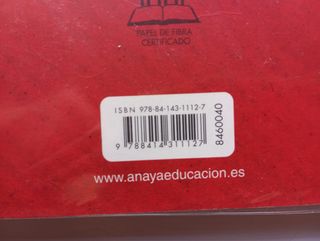 PAPEL DE FIBRA
CERTIFICADO
ISBN 978-84-143-1112-7
9 788414 311127
8460040
www.anayaeducacion.es